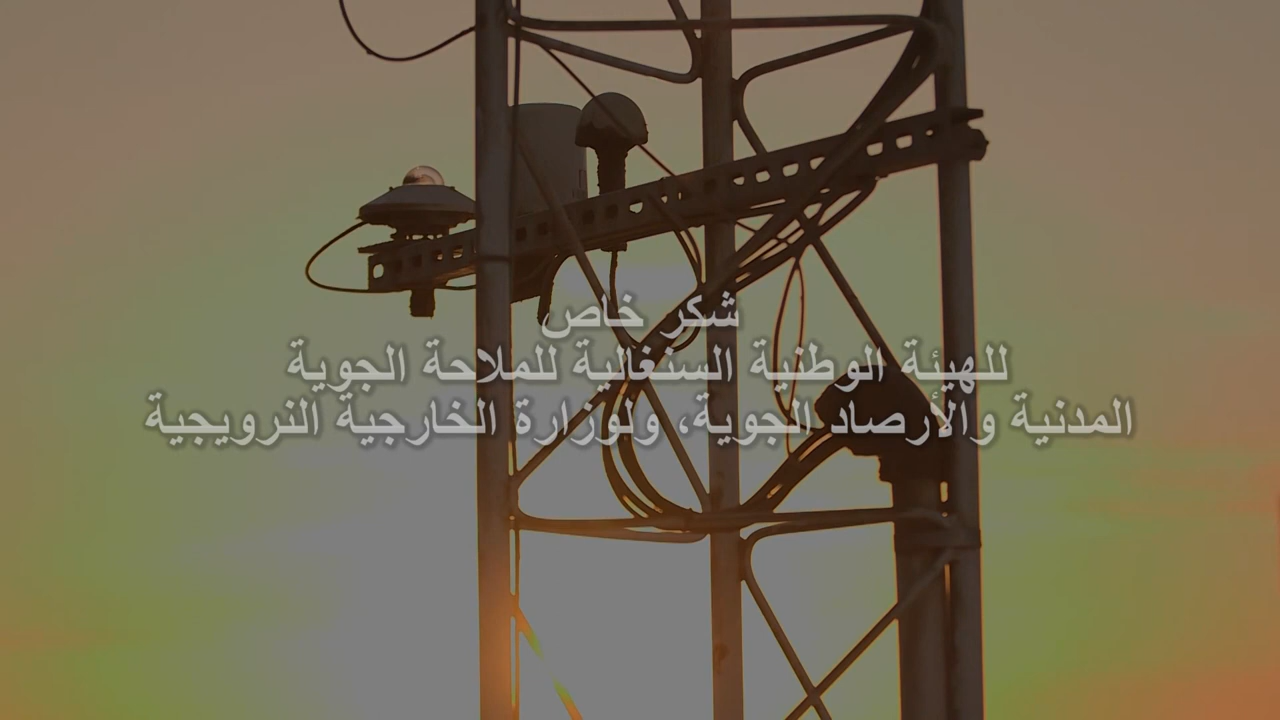 شكر خاص
للهيئة الوطنية السنغالية للملاحة الجوية
المدنية والأرصاد الجوية، ولوزارة الخارجية النرويجية